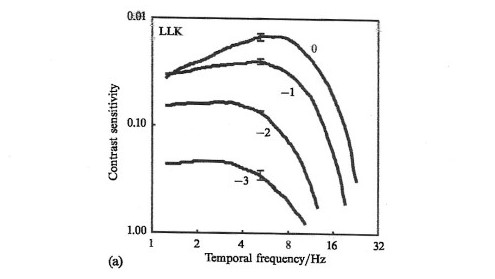 0.01
LLK
0
−1
Contrast sensitivity
0.10
−2
−3
1.00
1 2 4 8 16 32
(a)
Temporal frequency/Hz